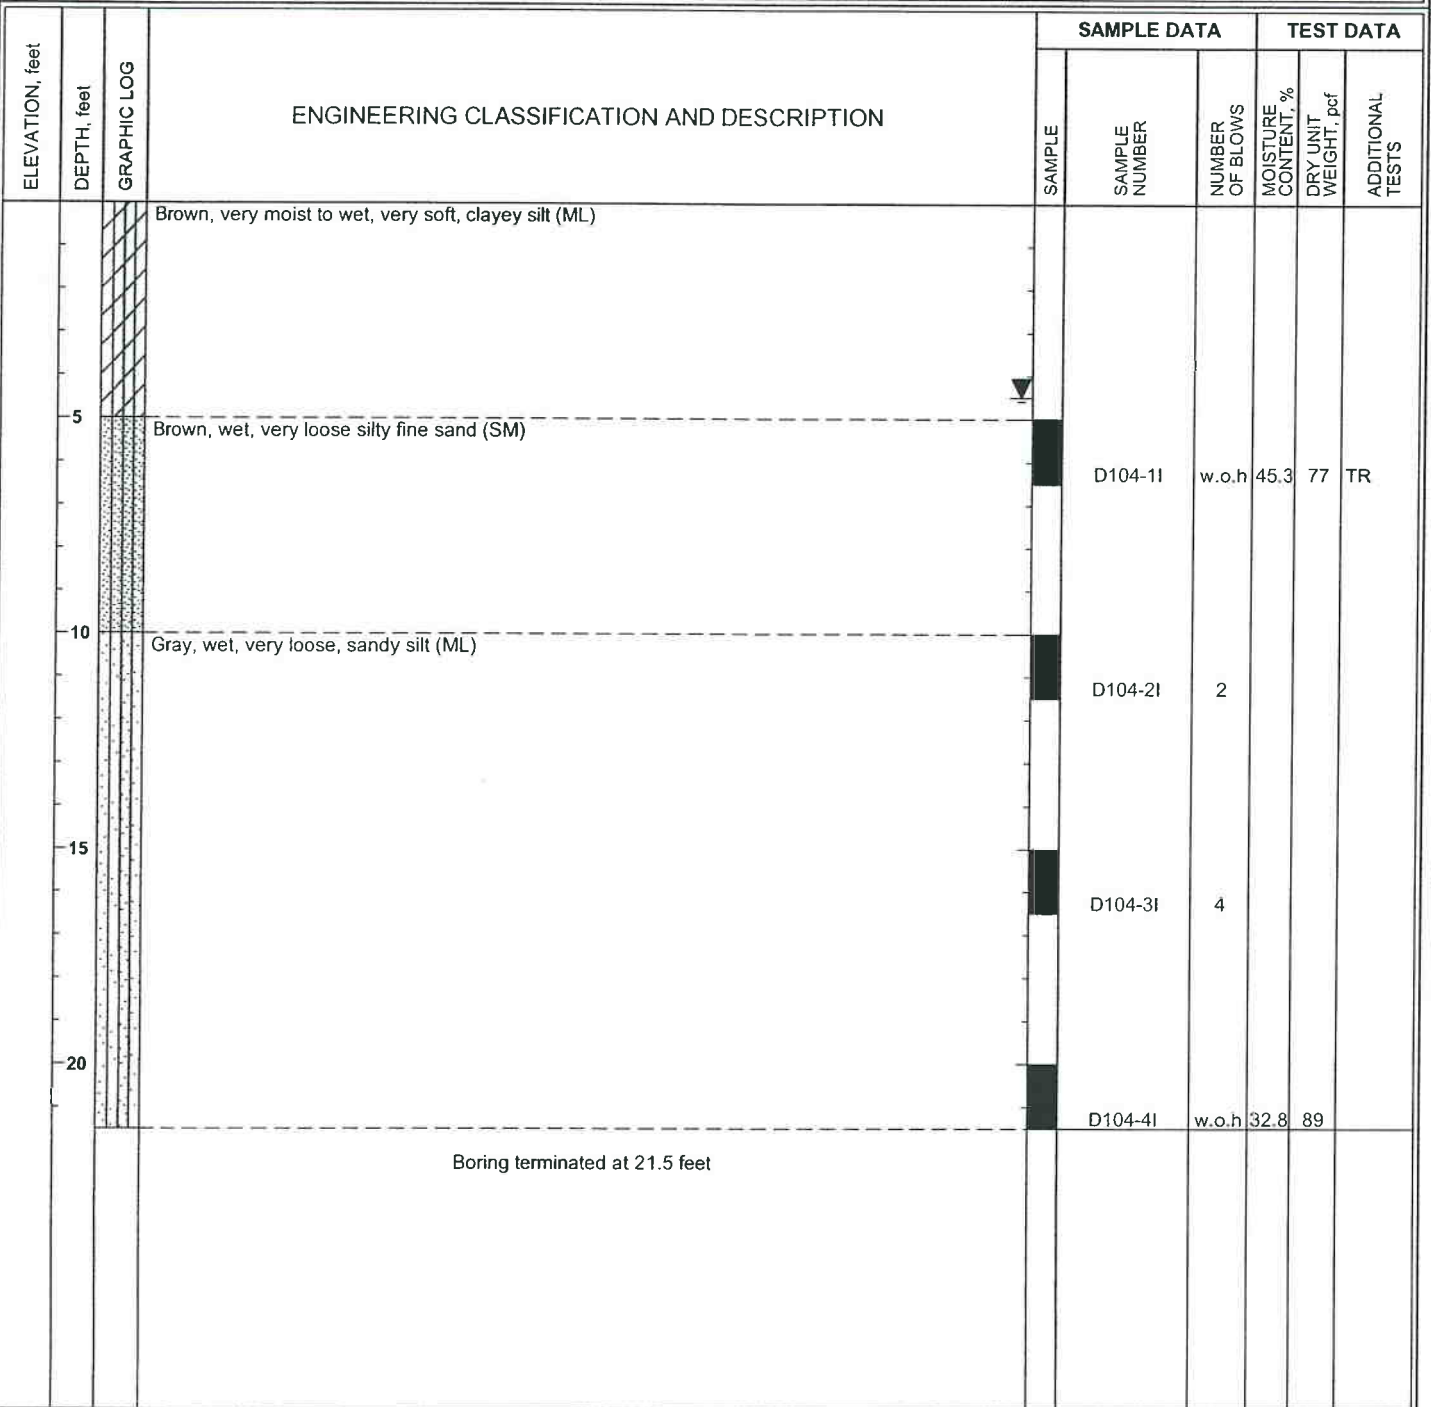 SAMPLE DATA TEST DATA
ELEVATION, feet
DEPTH, feet
GRAPHIC LOG
ENGINEERING CLASSIFICATION AND DESCRIPTION
SAMPLE
SAMPLE
NUMBER
NUMBER
OF BLOWS
MOISTURE
CONTENT, %
DRY UNIT
WEIGHT, pcf
ADDITIONAL
TESTS
Brown, very moist to wet, very soft, clayey silt (ML)
5
Brown, wet, very loose silty fine sand (SM)
D104-1I w.o.h 45.3 77 TR
10
Gray, wet, very loose, sandy silt (ML)
D104-2I 2
15
D104-3I 4
20
D104-4I w.o.h 32.8 89
Boring terminated at 21.5 feet